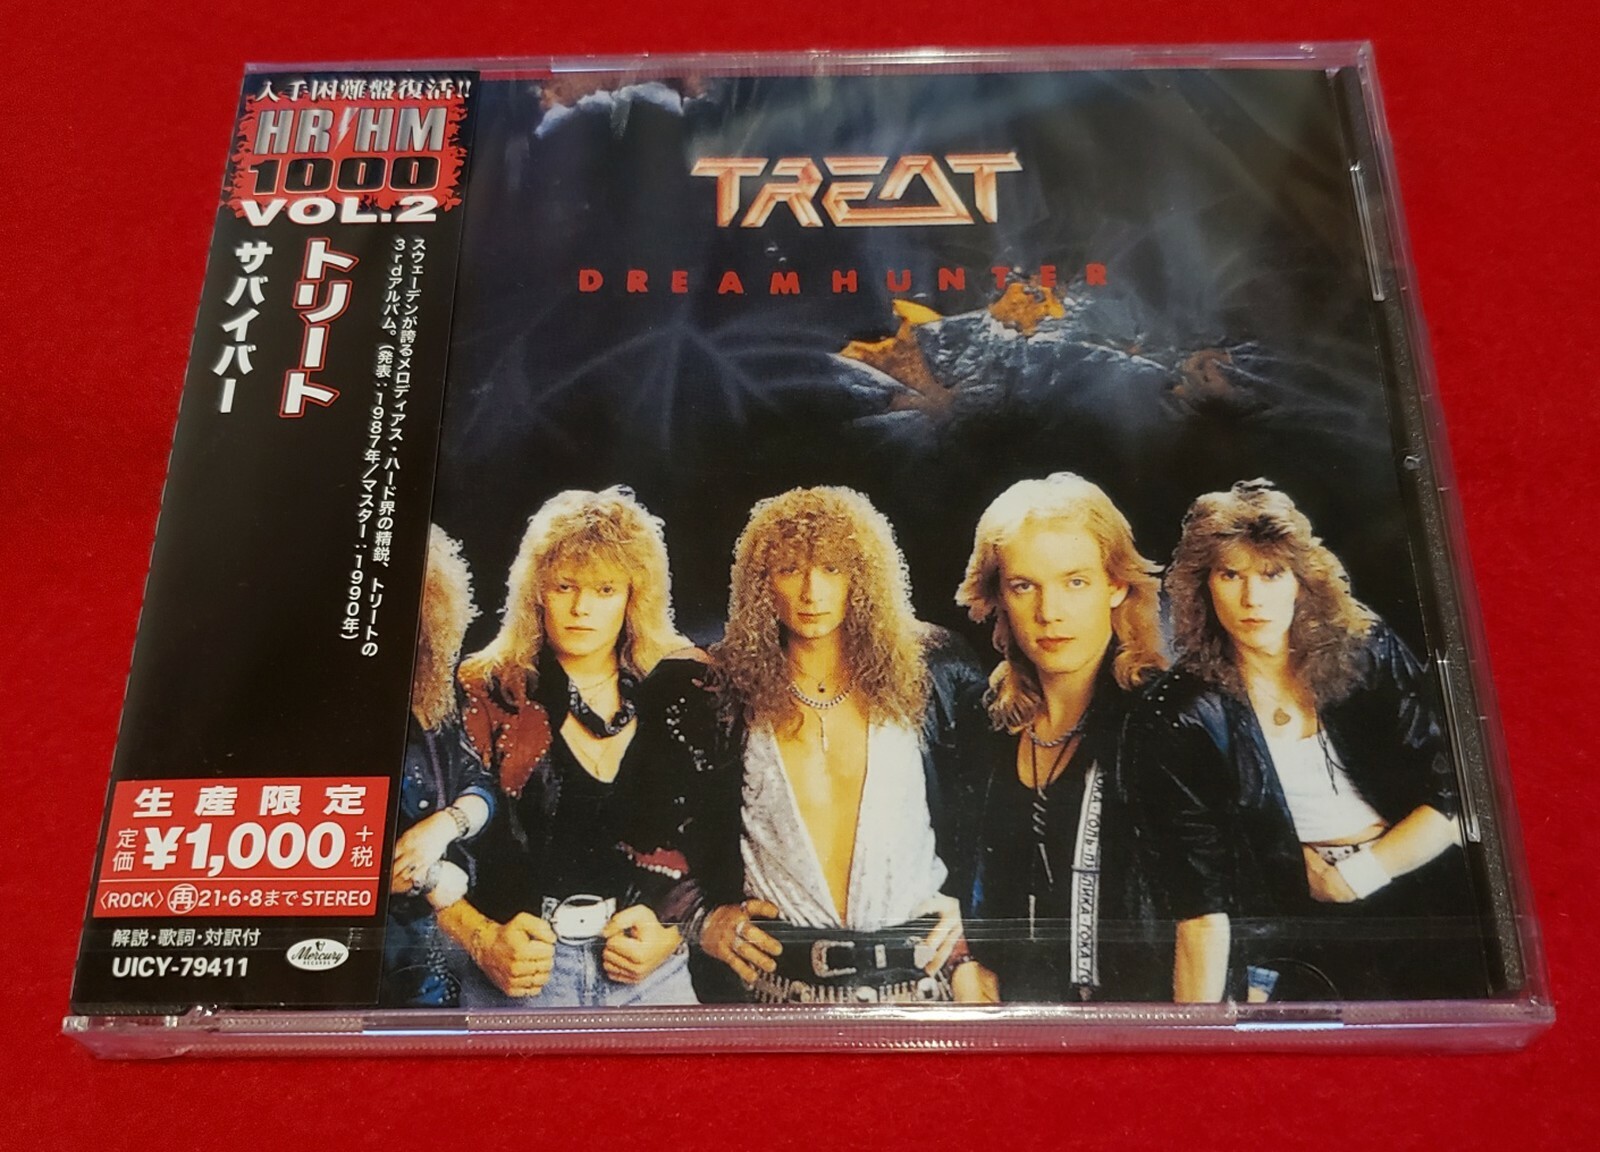 入手困難盤復活!!
HR/HM
1000
VOL.2
トリート
サバイバー
スウェーデンが誇るメロディアス・ハード界の精鋭、トリートの
3rdアルバム。(発表:1987年/マスター:1990年)
生産限定
定価 ¥1,000 +税
〈ROCK〉 再 21・6・8まで STEREO
解説・歌詞・対訳付
UICY-79411
Mercury
RECORDS
TREAT
DREAMHUNTER